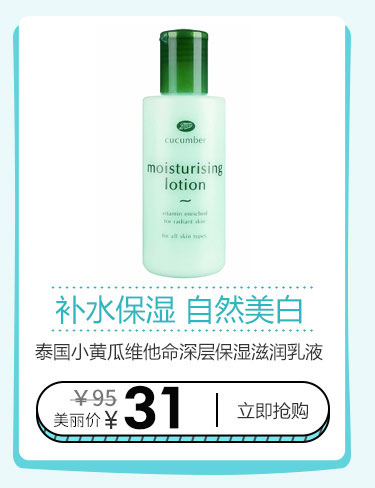 Boots
cucumber
moisturising
lotion
~
vitamin enriched
for radiant skin
for all skin types
补水保湿 自然美白
泰国小黄瓜维他命深层保湿滋润乳液
￥95
美丽价￥31
立即抢购